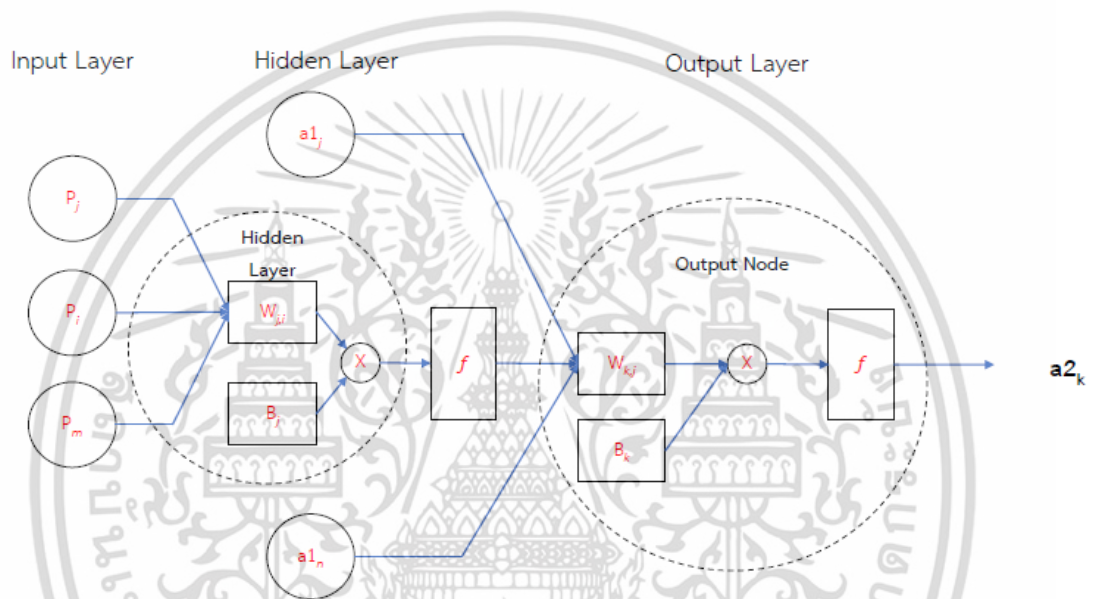 Input Layer
Hidden Layer
Output Layer
a1j
Pj
Hidden
Layer
Output Node
Pi
Wj,i
X
f
Wk,j
X
f
a2k
Pm
Bj
Bk
a1n